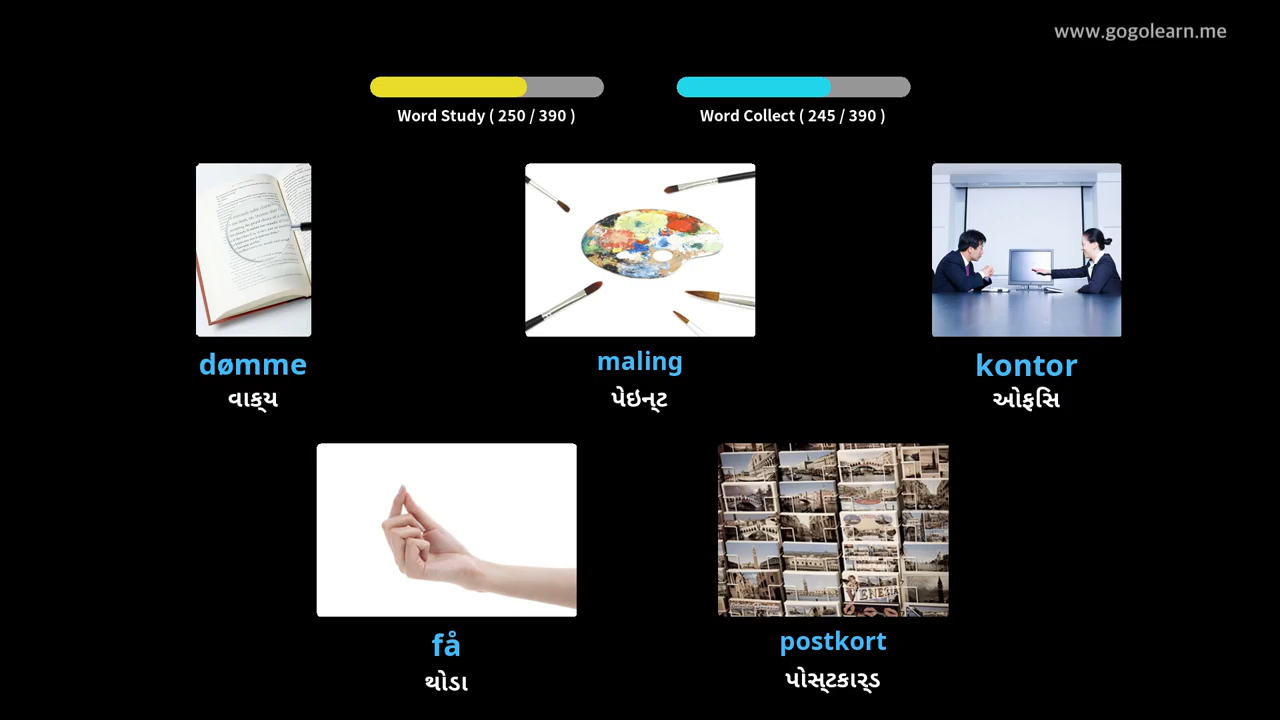 www.gogolearn.me
Word Study ( 250 / 390 )
Word Collect ( 245 / 390 )
dømme
વાક્ય
maling
પેઇન્ટ
kontor
ઓફિસ
få
થોડા
postkort
પોસ્ટકાર્ડ